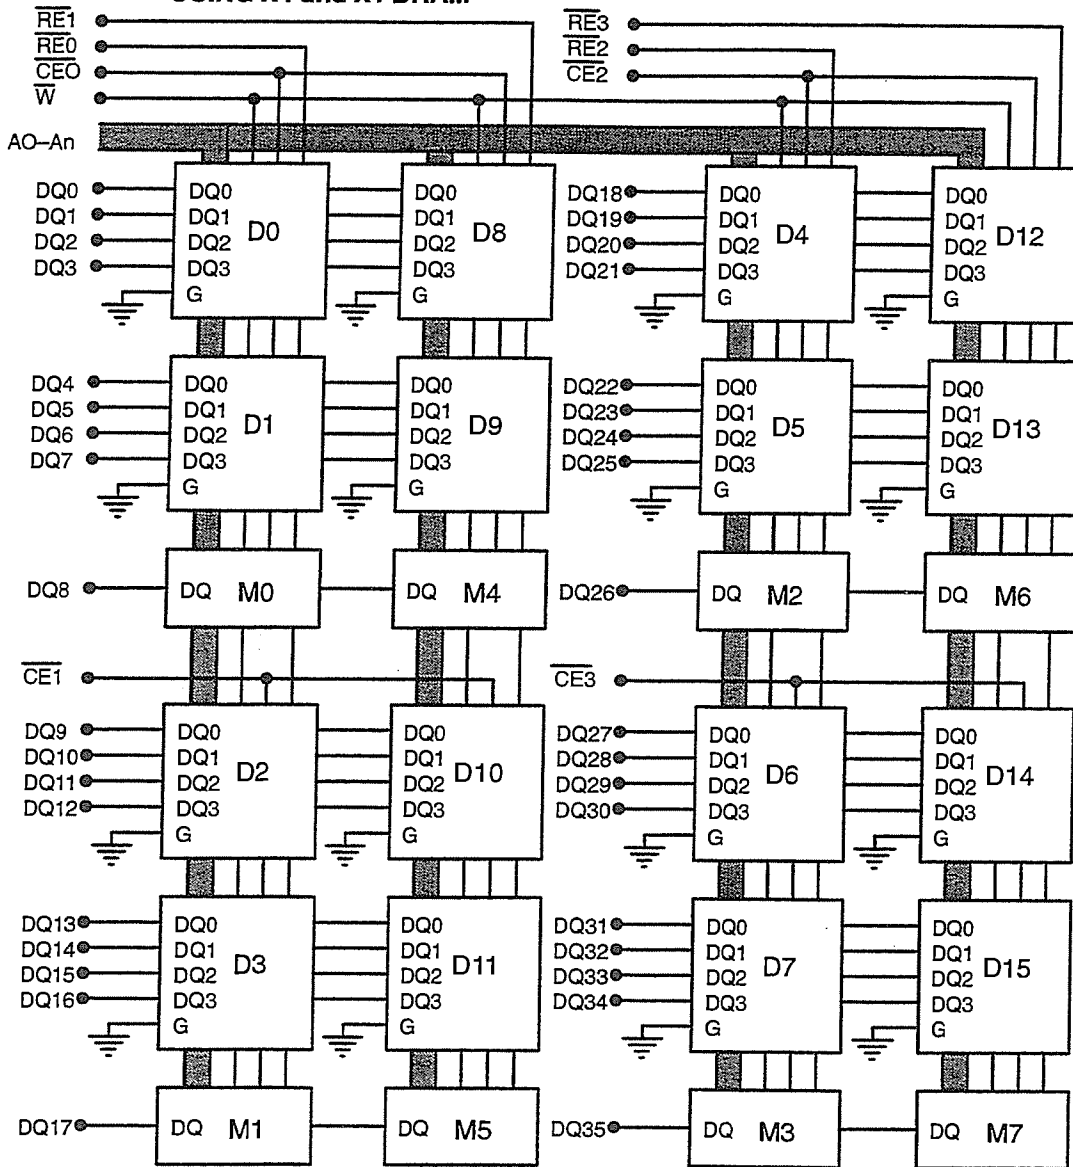 RE1
RE3
RE0
RE2
CEO
CE2
W
AO–An
DQ0 DQ0 DQ0 DQ18 DQ0 DQ0
DQ1 DQ1 DQ1 DQ19 DQ1 DQ1
D0 D8 D4 D12
DQ2 DQ2 DQ2 DQ20 DQ2 DQ2
DQ3 DQ3 DQ3 DQ21 DQ3 DQ3
G G G G
DQ4 DQ0 DQ0 DQ22 DQ0 DQ0
DQ5 DQ1 DQ1 DQ23 DQ1 DQ1
D1 D9 D5 D13
DQ6 DQ2 DQ2 DQ24 DQ2 DQ2
DQ7 DQ3 DQ3 DQ25 DQ3 DQ3
G G G G
DQ8 DQ M0 DQ M4 DQ26 DQ M2 DQ M6
CE1 CE3
DQ9 DQ0 DQ0 DQ27 DQ0 DQ0
DQ10 DQ1 DQ1 DQ28 DQ1 DQ1
D2 D10 D6 D14
DQ11 DQ2 DQ2 DQ29 DQ2 DQ2
DQ12 DQ3 DQ3 DQ30 DQ3 DQ3
G G G G
DQ13 DQ0 DQ0 DQ31 DQ0 DQ0
DQ14 DQ1 DQ1 DQ32 DQ1 DQ1
D3 D11 D7 D15
DQ15 DQ2 DQ2 DQ33 DQ2 DQ2
DQ16 DQ3 DQ3 DQ34 DQ3 DQ3
G G G G
DQ17 DQ M1 DQ M5 DQ35 DQ M3 DQ M7